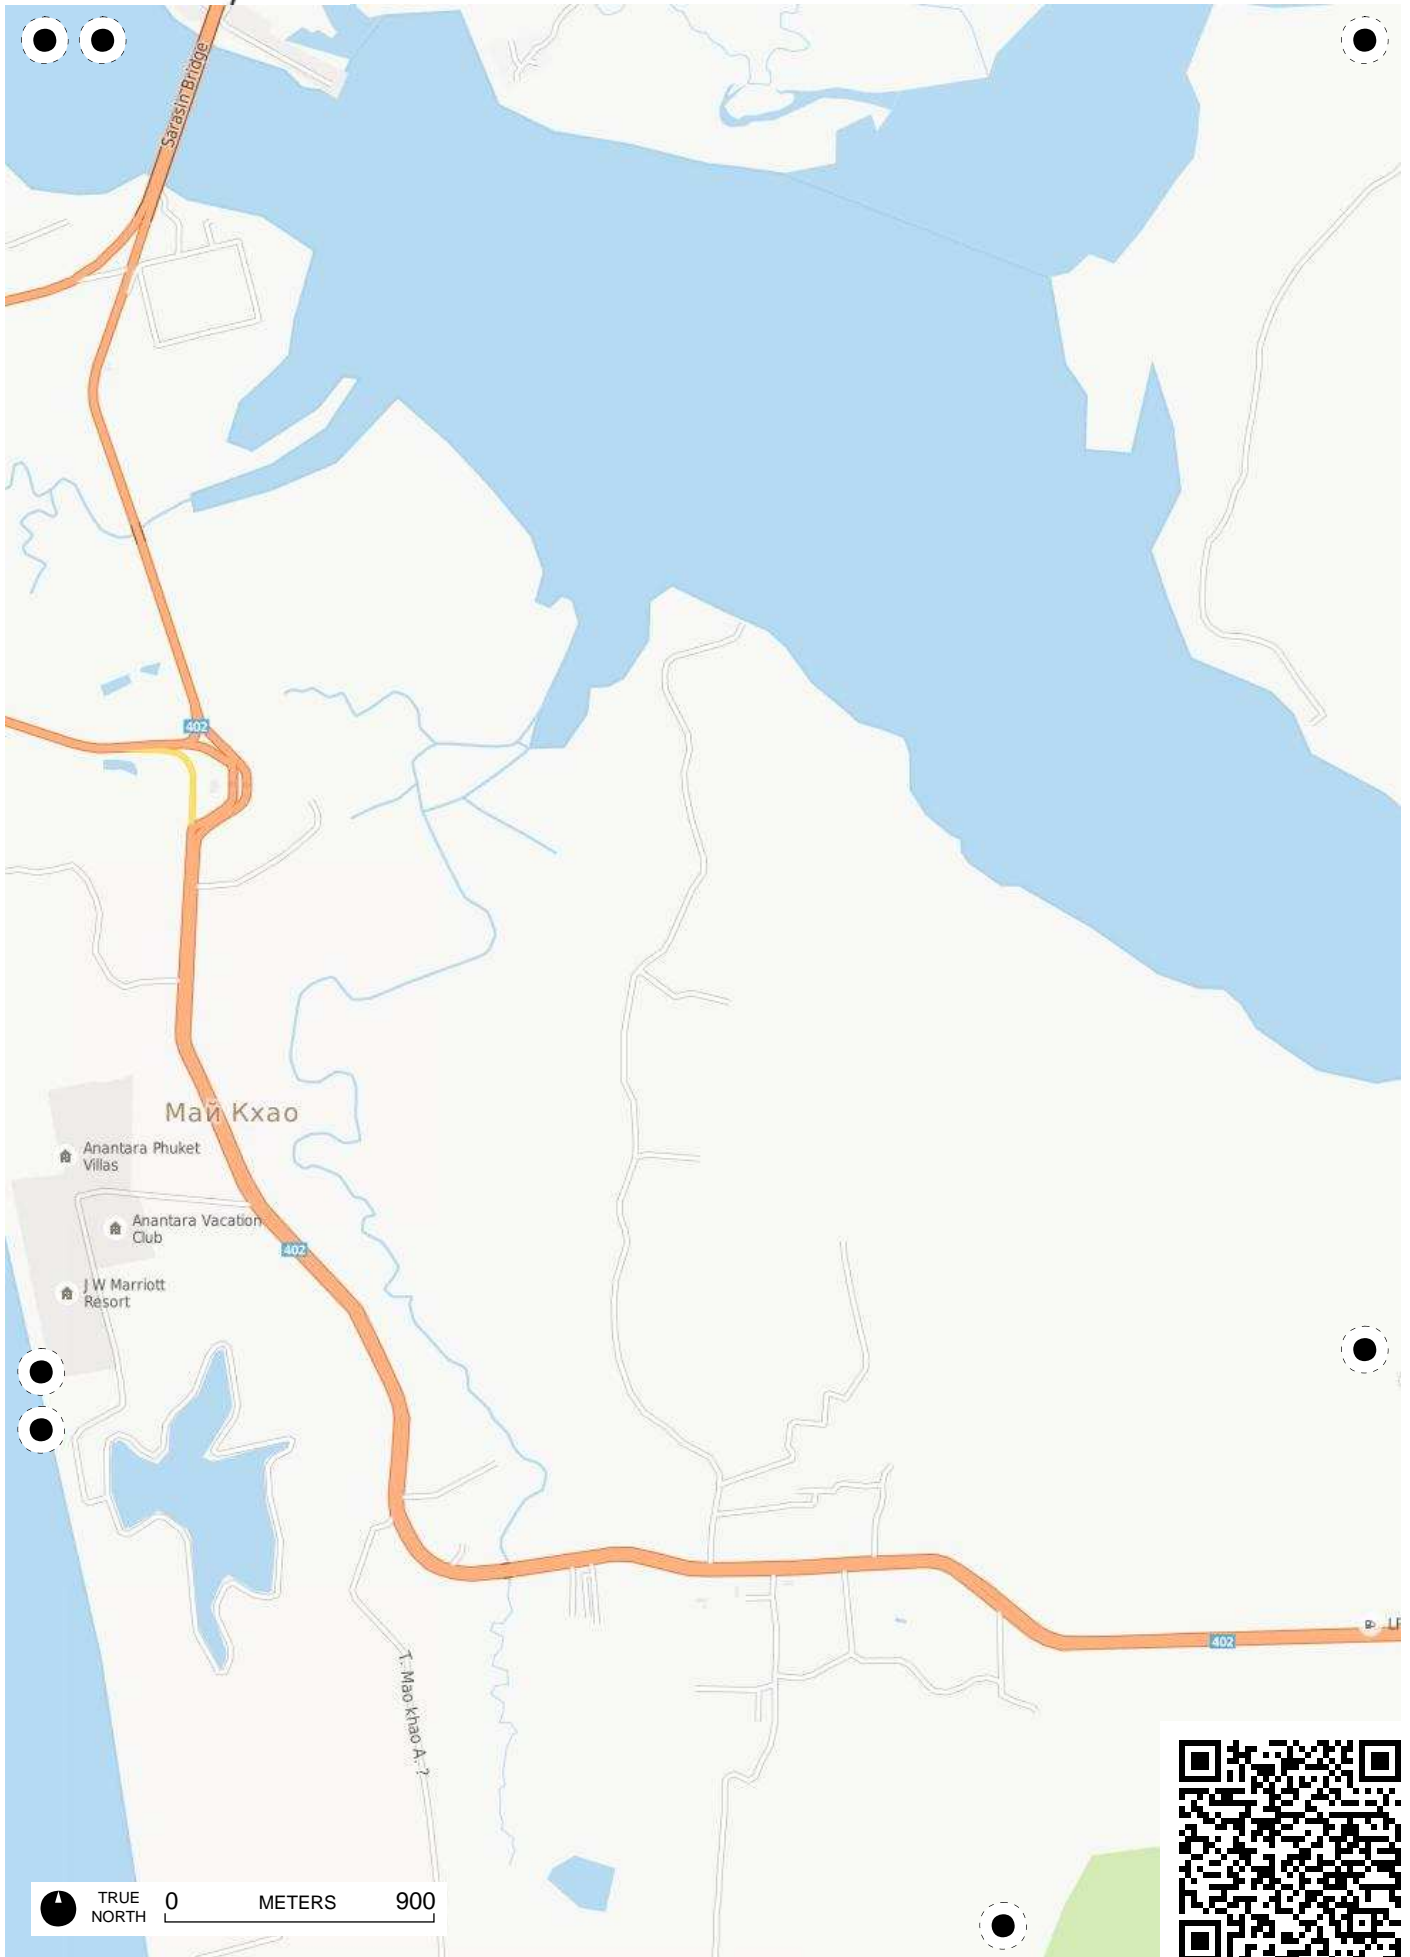 Sarasin Bridge
402
Май Кхао
Anantara Phuket
Villas
Anantara Vacation
Club
402
J W Marriott
Resort
402
T. Mao khao A. ?
TRUE
NORTH
0 METERS 900